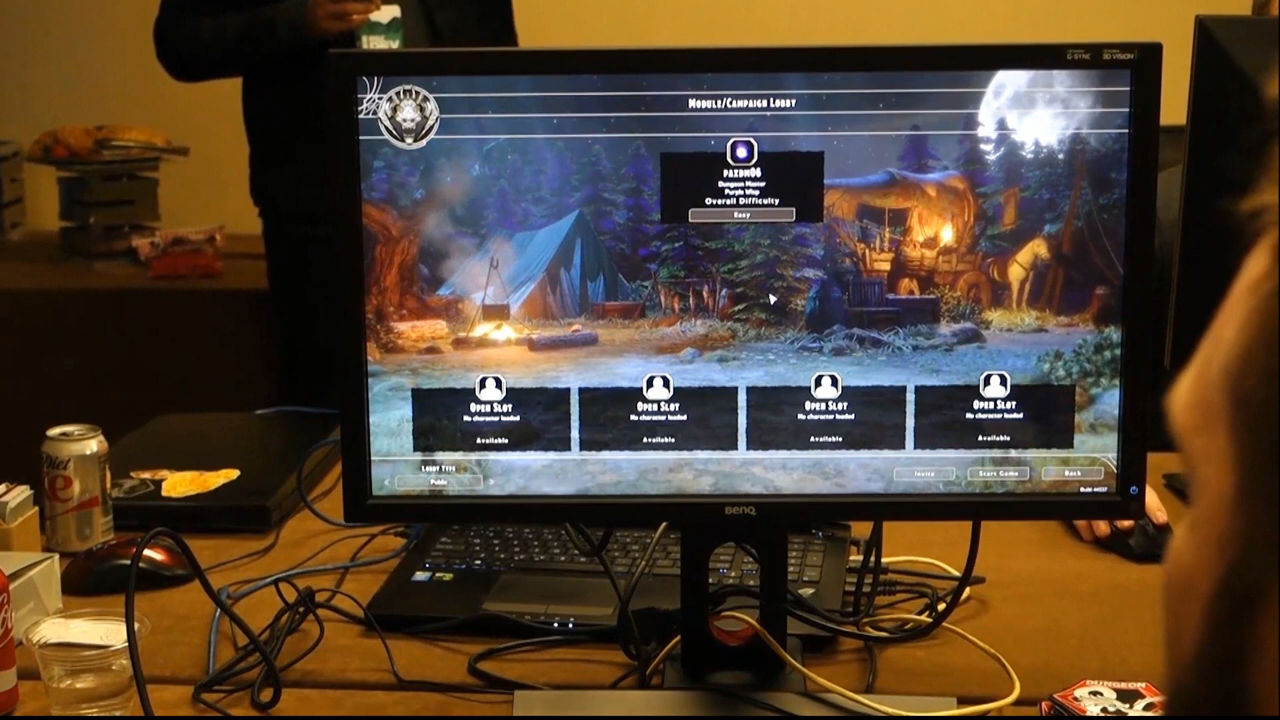 G-SYNC 3D VISION
Module/Campaign Lobby
paxdm06
Dungeon Master
Purple Wisp
Overall Difficulty
Easy
Open Slot
No character loaded
Available
Open Slot
No character loaded
Available
Open Slot
No character loaded
Available
Open Slot
No character loaded
Available
Lobby Type
< Public >
Invite
Start Game
Back
BenQ
Diet
ke
DUNGEON